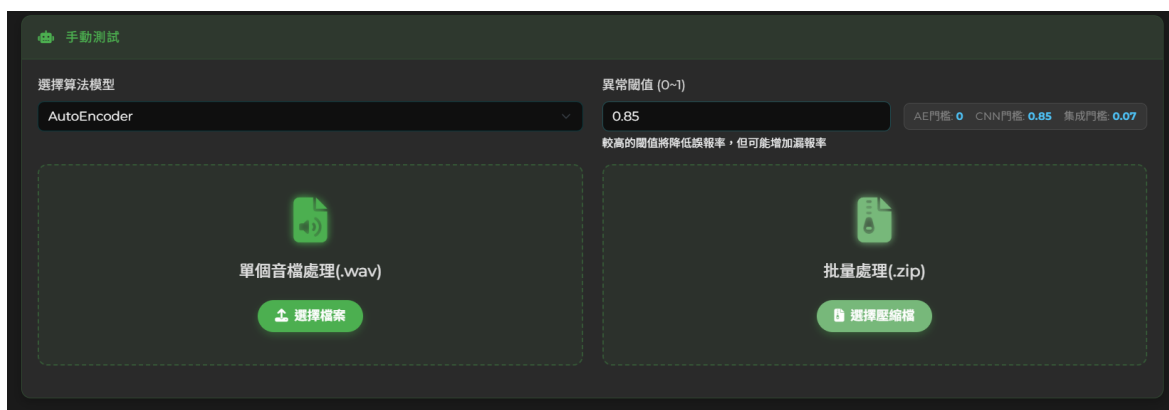 手動測試
選擇算法模型
異常閾值 (0~1)
AutoEncoder
0.85
AE門檻: 0 CNN門檻: 0.85 集成門檻: 0.07
較高的閾值將降低誤報率，但可能增加漏報率
單個音檔處理(.wav)
選擇檔案
批量處理(.zip)
選擇壓縮檔